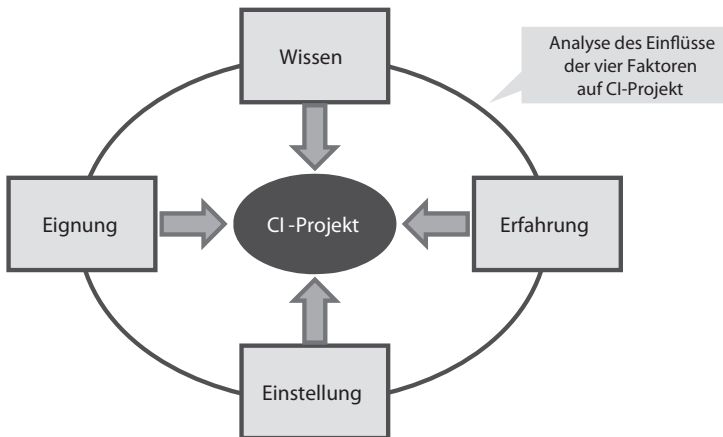 Wissen
Analyse des Einflüsse
der vier Faktoren
auf CI-Projekt
Eignung
CI -Projekt
Erfahrung
Einstellung